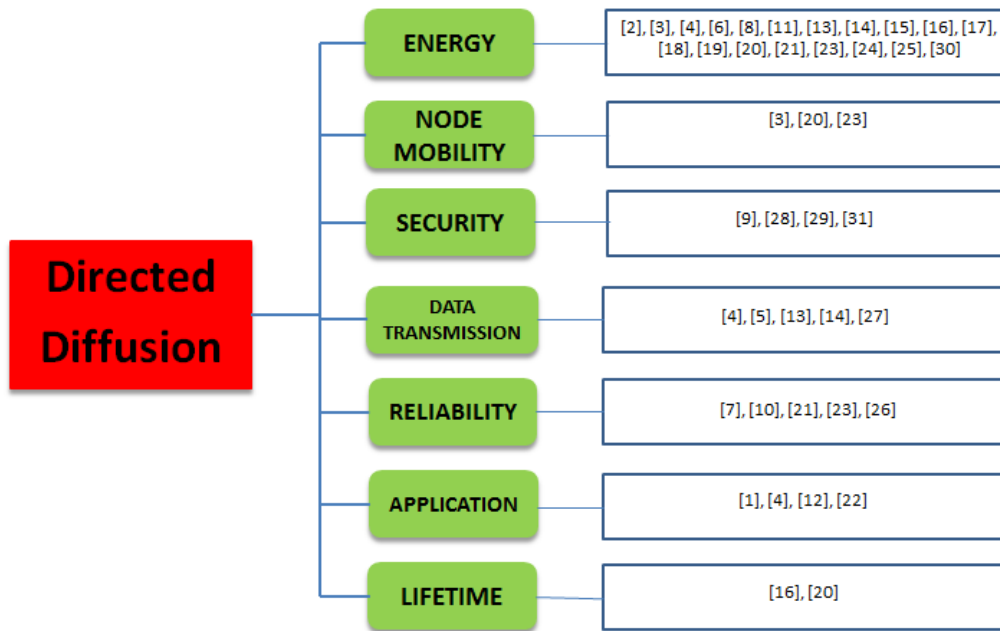 Directed
Diffusion
ENERGY
[2], [3], [4], [6], [8], [11], [13], [14], [15], [16], [17],
[18], [19], [20], [21], [23], [24], [25], [30]
NODE
MOBILITY
[3], [20], [23]
SECURITY
[9], [28], [29], [31]
DATA
TRANSMISSION
[4], [5], [13], [14], [27]
RELIABILITY
[7], [10], [21], [23], [26]
APPLICATION
[1], [4], [12], [22]
LIFETIME
[16], [20]